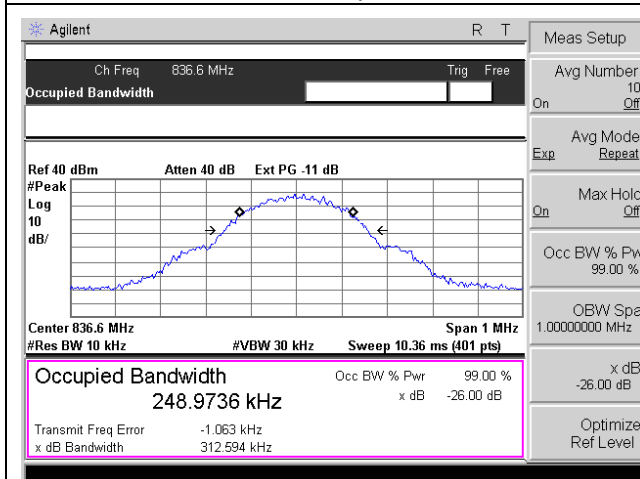 Agilent R T
Ch Freq 836.6 MHz Trig Free
Occupied Bandwidth
Ref 40 dBm Atten 40 dB Ext PG -11 dB
#Peak
Log
10
dB/
Center 836.6 MHz Span 1 MHz
#Res BW 10 kHz #VBW 30 kHz Sweep 10.36 ms (401 pts)
Occupied Bandwidth Occ BW % Pwr 99.00 %
248.9736 kHz x dB -26.00 dB
Transmit Freq Error -1.063 kHz
x dB Bandwidth 312.594 kHz
Meas Setup
Avg Number
10
On Off
Avg Mode
Exp Repeat
Max Hold
On Off
Occ BW % Pw
99.00 %
OBW Spa
1.00000000 MHz
x dB
-26.00 dB
Optimize
Ref Level